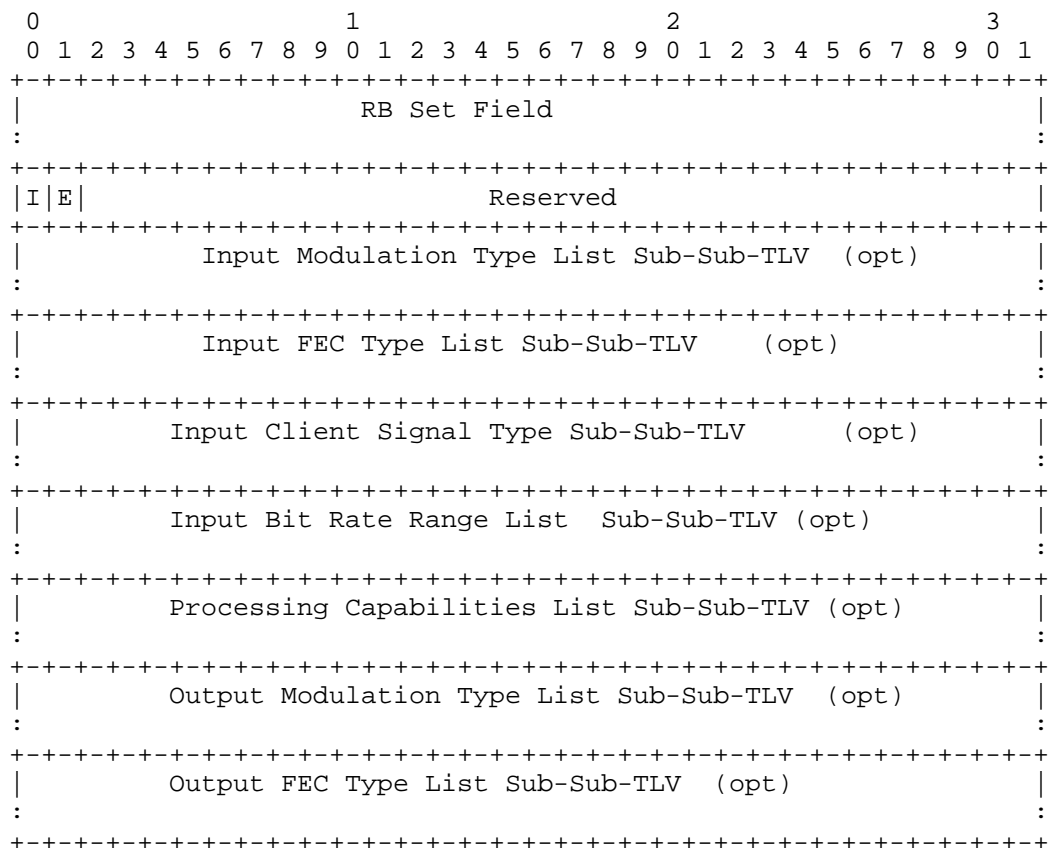 0                   1                   2                   3
 0 1 2 3 4 5 6 7 8 9 0 1 2 3 4 5 6 7 8 9 0 1 2 3 4 5 6 7 8 9 0 1
+-+-+-+-+-+-+-+-+-+-+-+-+-+-+-+-+-+-+-+-+-+-+-+-+-+-+-+-+-+-+-+-+
|                     RB Set Field                              |
:                                                               :
+-+-+-+-+-+-+-+-+-+-+-+-+-+-+-+-+-+-+-+-+-+-+-+-+-+-+-+-+-+-+-+-+
|I|E|                         Reserved                          |
+-+-+-+-+-+-+-+-+-+-+-+-+-+-+-+-+-+-+-+-+-+-+-+-+-+-+-+-+-+-+-+-+
|           Input Modulation Type List Sub-Sub-TLV  (opt)       |
:                                                               :
+-+-+-+-+-+-+-+-+-+-+-+-+-+-+-+-+-+-+-+-+-+-+-+-+-+-+-+-+-+-+-+-+
|           Input FEC Type List Sub-Sub-TLV    (opt)            |
:                                                               :
+-+-+-+-+-+-+-+-+-+-+-+-+-+-+-+-+-+-+-+-+-+-+-+-+-+-+-+-+-+-+-+-+
|         Input Client Signal Type Sub-Sub-TLV      (opt)       |
:                                                               :
+-+-+-+-+-+-+-+-+-+-+-+-+-+-+-+-+-+-+-+-+-+-+-+-+-+-+-+-+-+-+-+-+
|         Input Bit Rate Range List  Sub-Sub-TLV (opt)          |
:                                                               :
+-+-+-+-+-+-+-+-+-+-+-+-+-+-+-+-+-+-+-+-+-+-+-+-+-+-+-+-+-+-+-+-+
|         Processing Capabilities List Sub-Sub-TLV (opt)        |
:                                                               :
+-+-+-+-+-+-+-+-+-+-+-+-+-+-+-+-+-+-+-+-+-+-+-+-+-+-+-+-+-+-+-+-+
|         Output Modulation Type List Sub-Sub-TLV  (opt)        |
:                                                               :
+-+-+-+-+-+-+-+-+-+-+-+-+-+-+-+-+-+-+-+-+-+-+-+-+-+-+-+-+-+-+-+-+
|         Output FEC Type List Sub-Sub-TLV  (opt)               |
:                                                               :
+-+-+-+-+-+-+-+-+-+-+-+-+-+-+-+-+-+-+-+-+-+-+-+-+-+-+-+-+-+-+-+-+